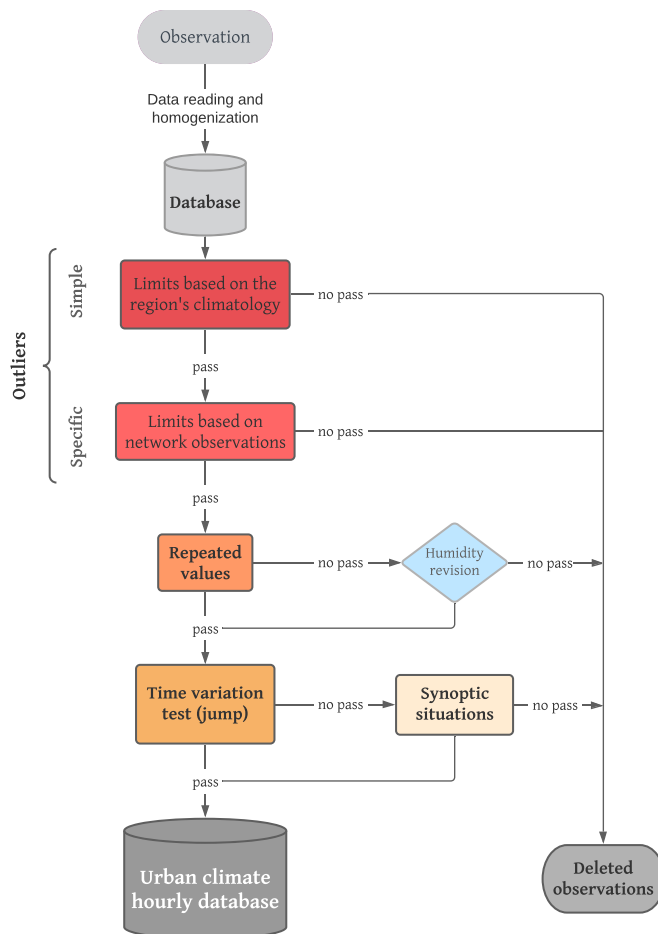 Observation
Data reading and
homogenization
Database
Outliers
Simple
Limits based on the
region's climatology
no pass
pass
Specific
Limits based on
network observations
no pass
pass
Repeated
values
no pass
Humidity
revision
no pass
pass
Time variation
test (jump)
no pass
Synoptic
situations
no pass
pass
Urban climate
hourly database
Deleted
observations